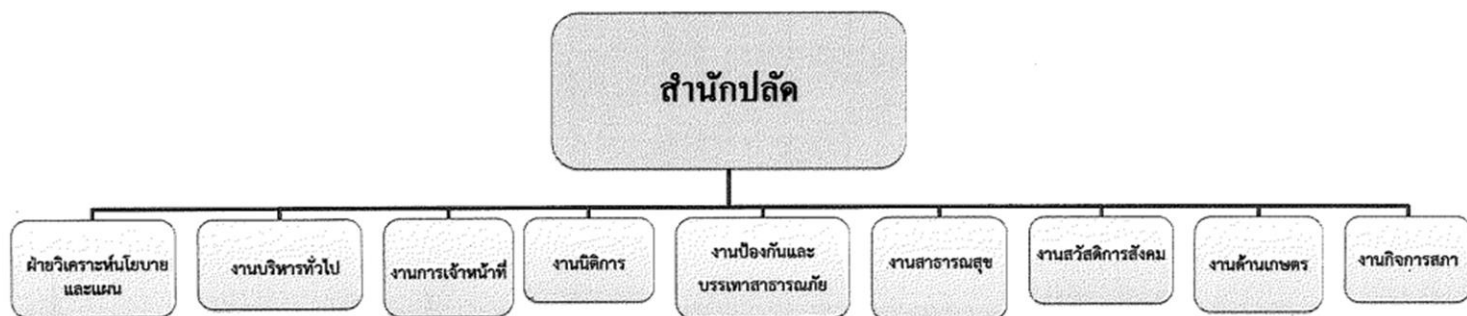 สำนักปลัด
ฝ่ายวิเคราะห์นโยบาย
และแผน
งานบริหารทั่วไป
งานการเจ้าหน้าที่
งานนิติการ
งานป้องกันและ
บรรเทาสาธารณภัย
งานสาธารณสุข
งานสวัสดิการสังคม
งานด้านเกษตร
งานกิจการสภา